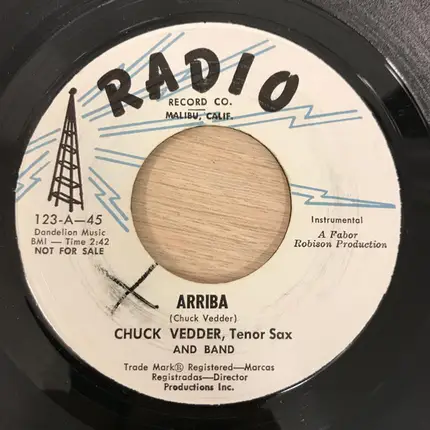 RADIO
RECORD CO.
MALIBU, CALIF.
123-A—45
Dandelion Music
BMI — Time 2:42
NOT FOR SALE
Instrumental
A Fabor
Robison Production
ARRIBA
(Chuck Vedder)
CHUCK VEDDER, Tenor Sax
AND BAND
Trade Mark® Registered—Marcas
Registradas—Director
Productions Inc.